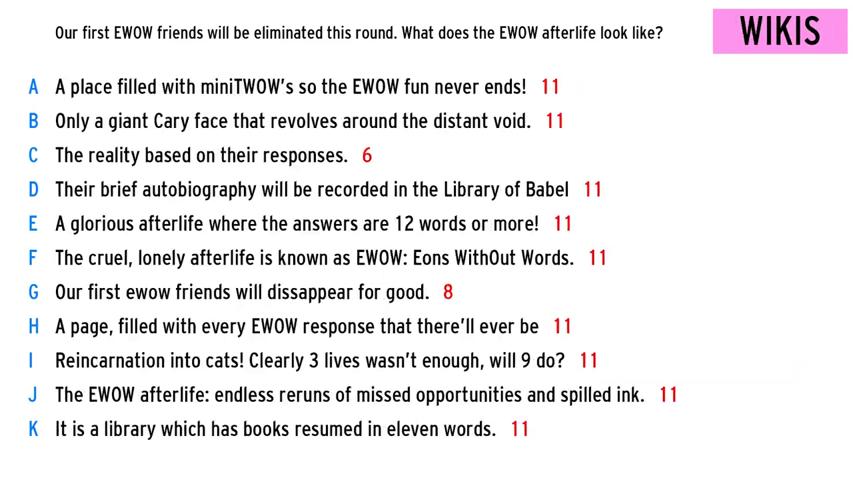 Our first EWOW friends will be eliminated this round. What does the EWOW afterlife look like?
WIKIS
A A place filled with miniTWOW's so the EWOW fun never ends! 11
B Only a giant Cary face that revolves around the distant void. 11
C The reality based on their responses. 6
D Their brief autobiography will be recorded in the Library of Babel 11
E A glorious afterlife where the answers are 12 words or more! 11
F The cruel, lonely afterlife is known as EWOW: Eons WithOut Words. 11
G Our first ewow friends will dissappear for good. 8
H A page, filled with every EWOW response that there'll ever be 11
I Reincarnation into cats! Clearly 3 lives wasn't enough, will 9 do? 11
J The EWOW afterlife: endless reruns of missed opportunities and spilled ink. 11
K It is a library which has books resumed in eleven words. 11